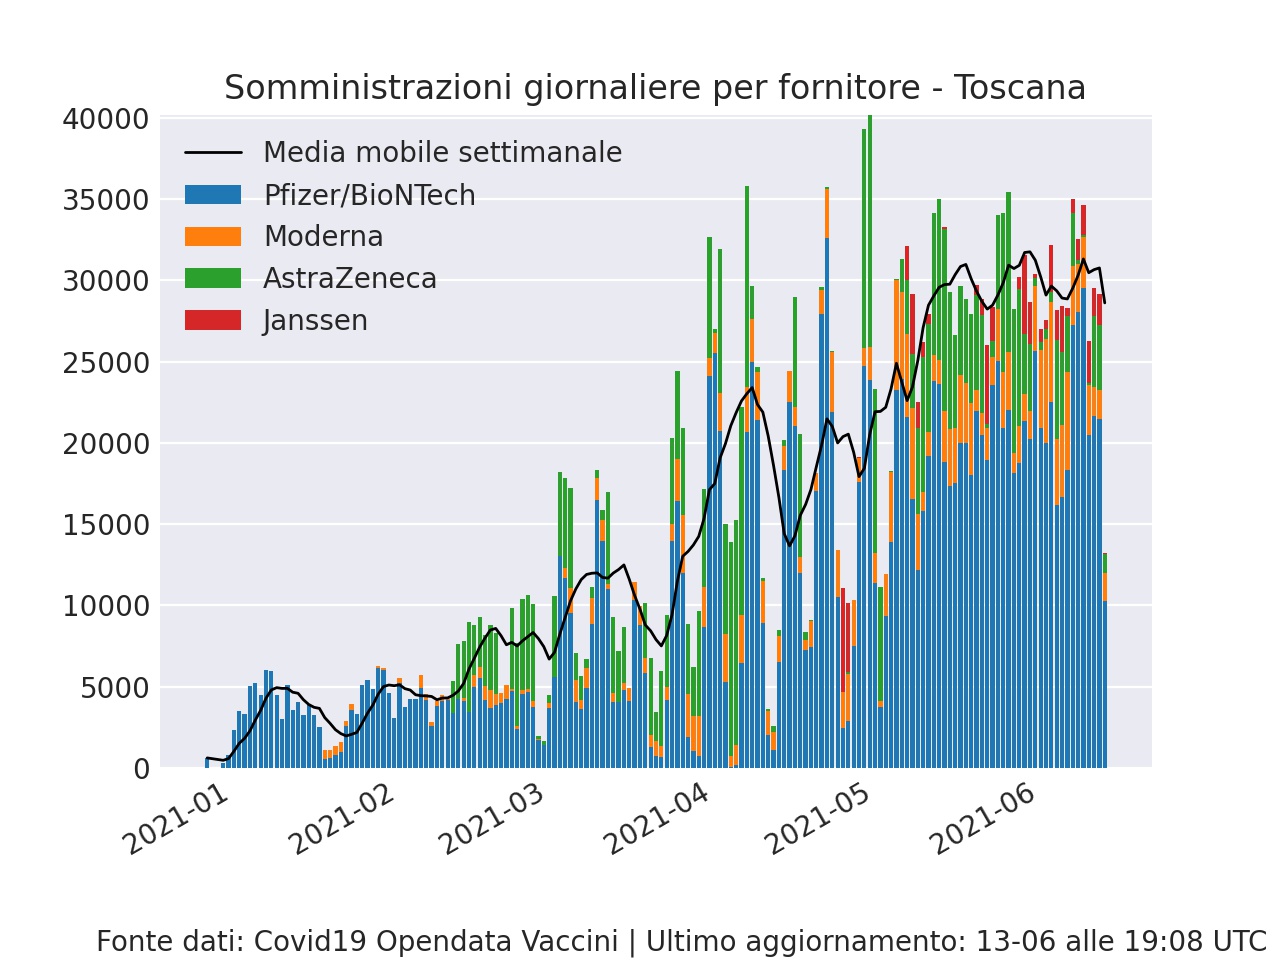 Somministrazioni giornaliere per fornitore - Toscana
40000
35000
30000
25000
20000
15000
10000
5000
0
Media mobile settimanale
Pfizer/BioNTech
Moderna
AstraZeneca
Janssen
2021-01
2021-02
2021-03
2021-04
2021-05
2021-06
Fonte dati: Covid19 Opendata Vaccini | Ultimo aggiornamento: 13-06 alle 19:08 UTC